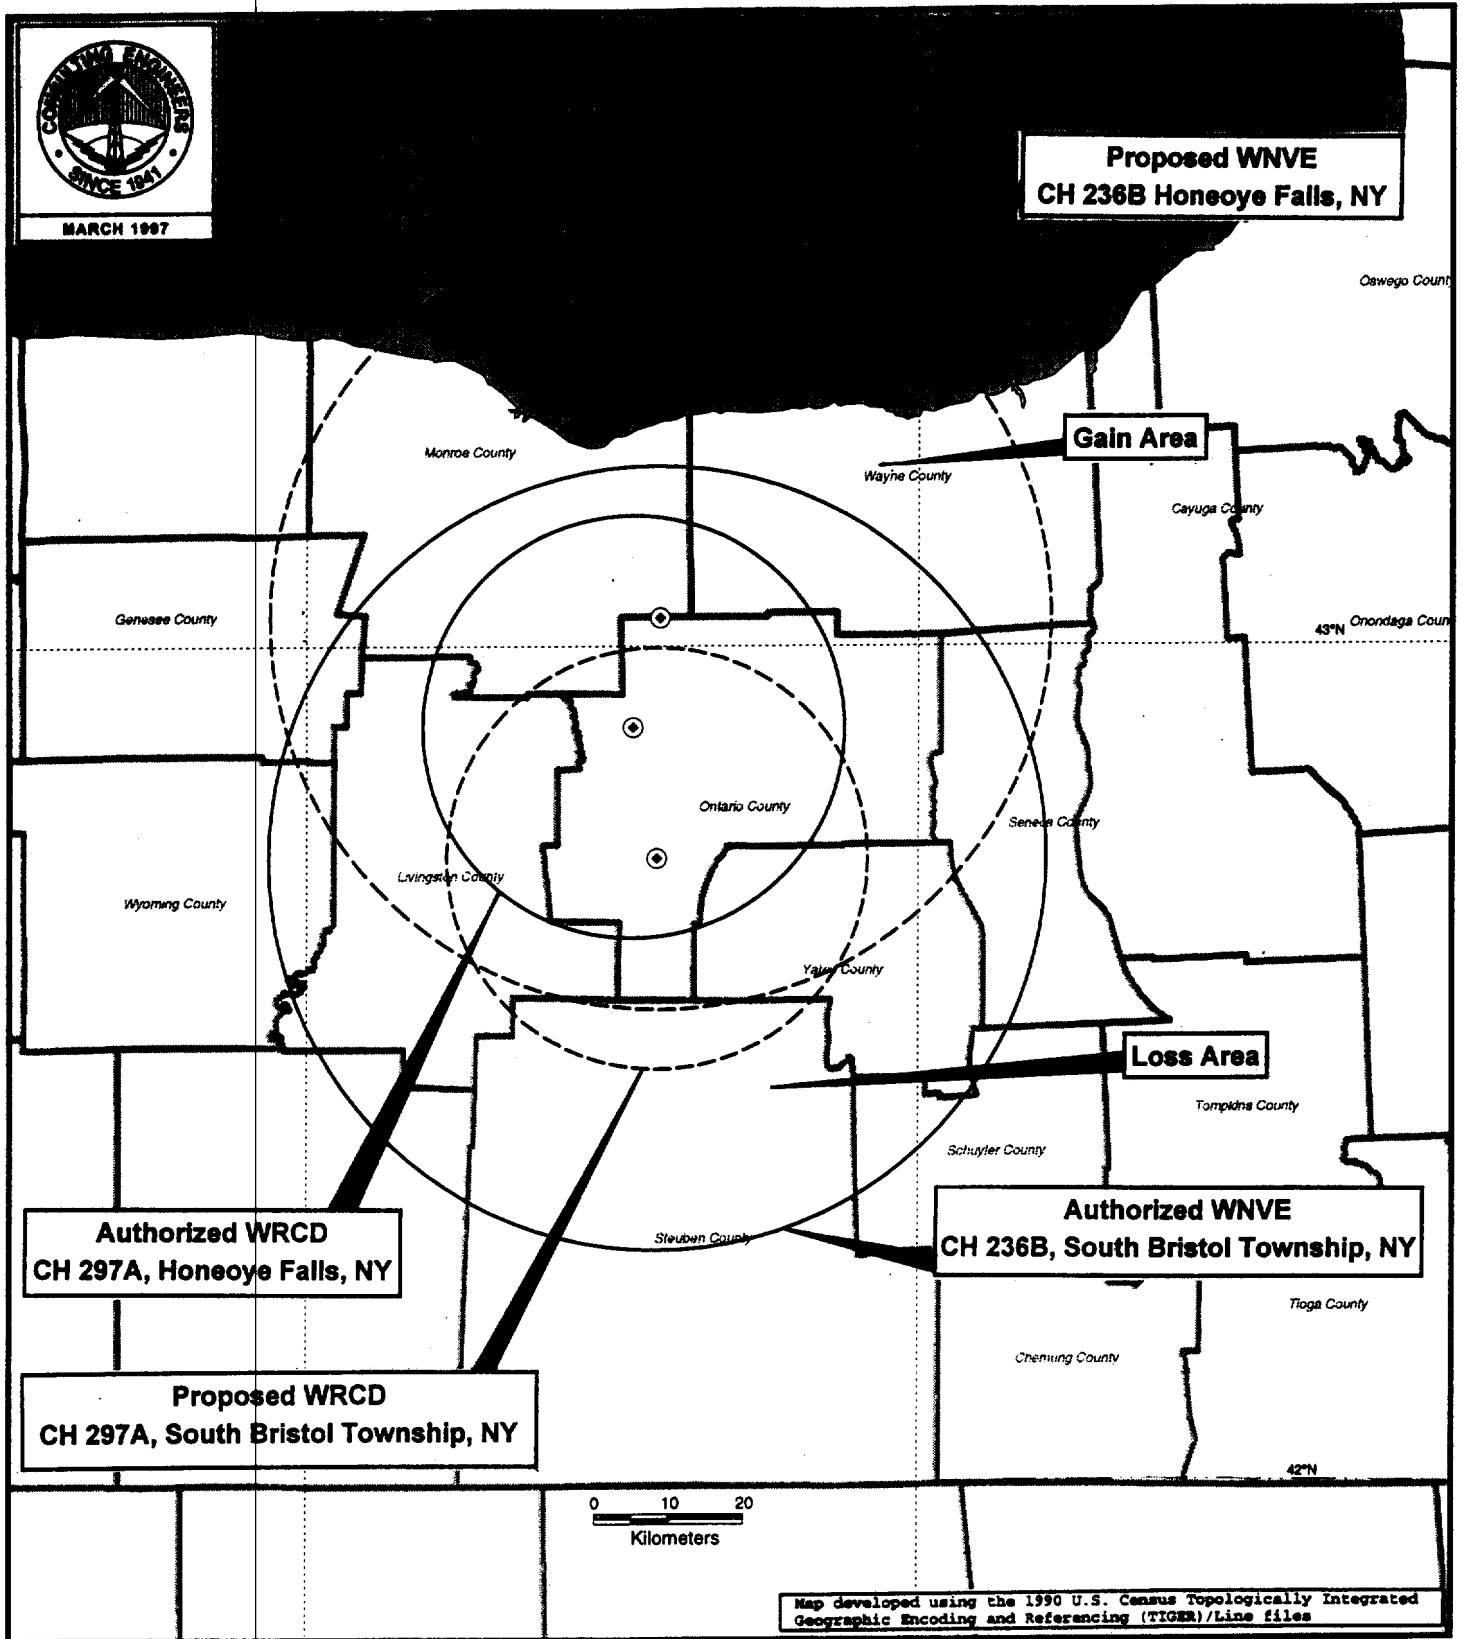 CONSULTING ENGINEERS
SINCE 1941
MARCH 1997
Proposed WNVE
CH 236B Honeoye Falls, NY
Oswego County
Gain Area
Monroe County
Wayne County
Cayuga County
Genesee County
43°N
Onondaga Coun
Ontario County
Seneca County
Livingston County
Wyoming County
Yates County
Loss Area
Tompkins County
Schuyler County
Authorized WRCD
CH 297A, Honeoye Falls, NY
Steuben County
Authorized WNVE
CH 236B, South Bristol Township, NY
Tioga County
Chemung County
Proposed WRCD
CH 297A, South Bristol Township, NY
42°N
0 10 20
Kilometers
Map developed using the 1990 U.S. Census Topologically Integrated
Geographic Encoding and Referencing (TIGER)/Line files